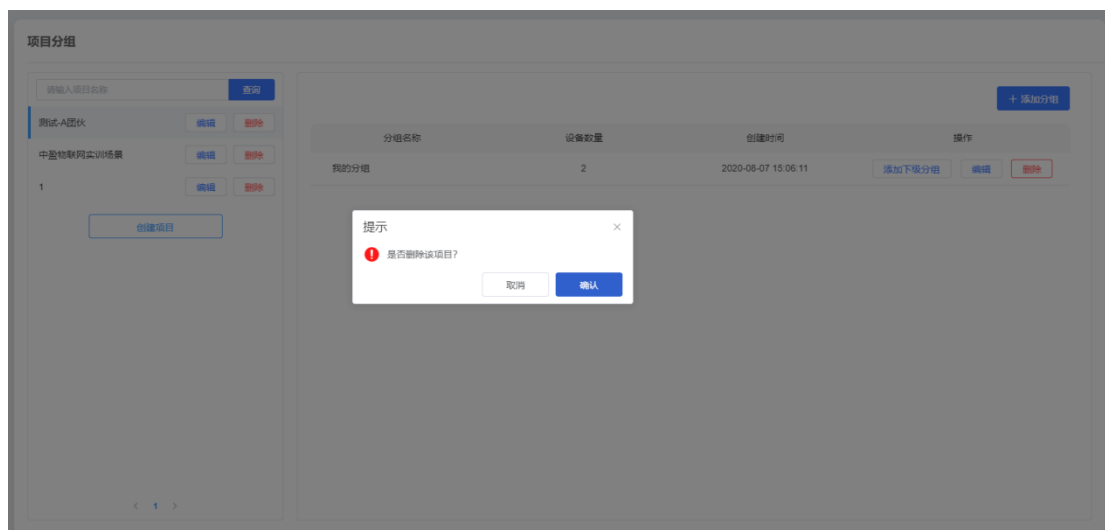 项目分组
请输入项目名称 查询
测试-A团伙 编辑 删除
中盈物联网实训场景 编辑 删除
1 编辑 删除
创建项目
< 1 >
+ 添加分组
分组名称 设备数量 创建时间 操作
我的分组 2 2020-08-07 15:06:11 添加下级分组 编辑 删除
提示 ×
是否删除该项目?
取消 确认